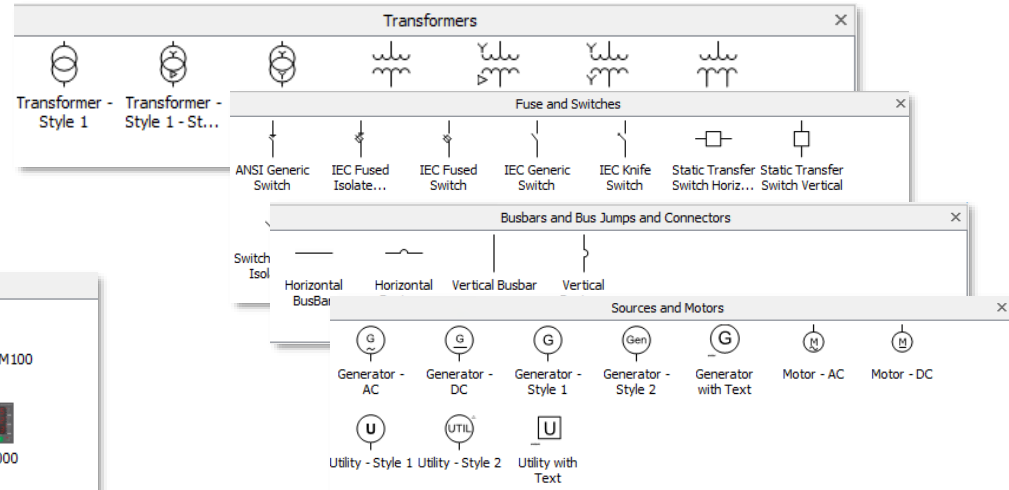 Transformers
Transformer -
Style 1
Transformer -
Style 1 - St...
Fuse and Switches
ANSI Generic
Switch
IEC Fused
Isolate...
IEC Fused
Switch
IEC Generic
Switch
IEC Knife
Switch
Static Transfer
Switch Horiz...
Static Transfer
Switch Vertical
Switch
Isol
Busbars and Bus Jumps and Connectors
Horizontal
BusBar
Horizontal
Vertical Busbar
Vertical
Sources and Motors
G
Generator -
AC
G
Generator -
DC
G
Generator -
Style 1
Gen
Generator -
Style 2
G
Generator
with Text
M
Motor - AC
M
Motor - DC
U
Utility - Style 1
UTIL
Utility - Style 2
U
Utility with
Text
M100
000